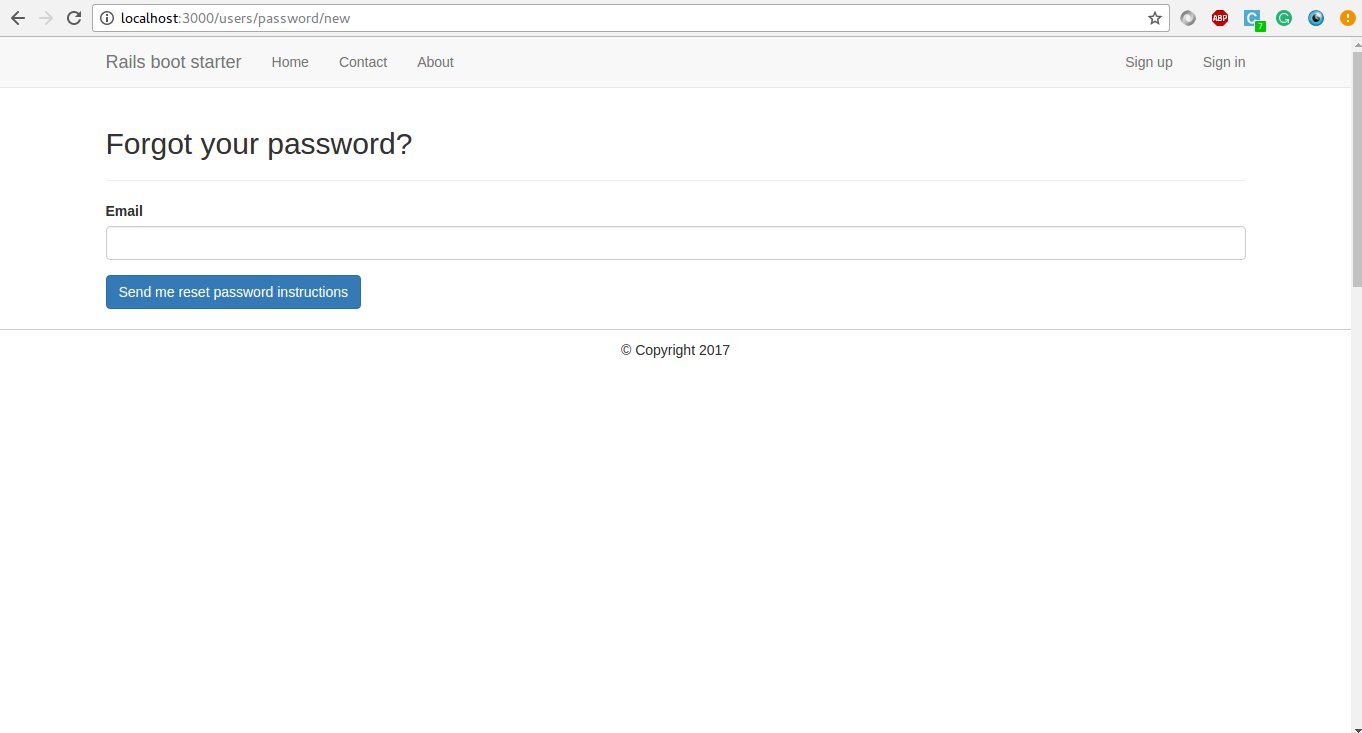 localhost:3000/users/password/new
ABP
7
Rails boot starter Home Contact About Sign up Sign in
Forgot your password?
Email
Send me reset password instructions
© Copyright 2017